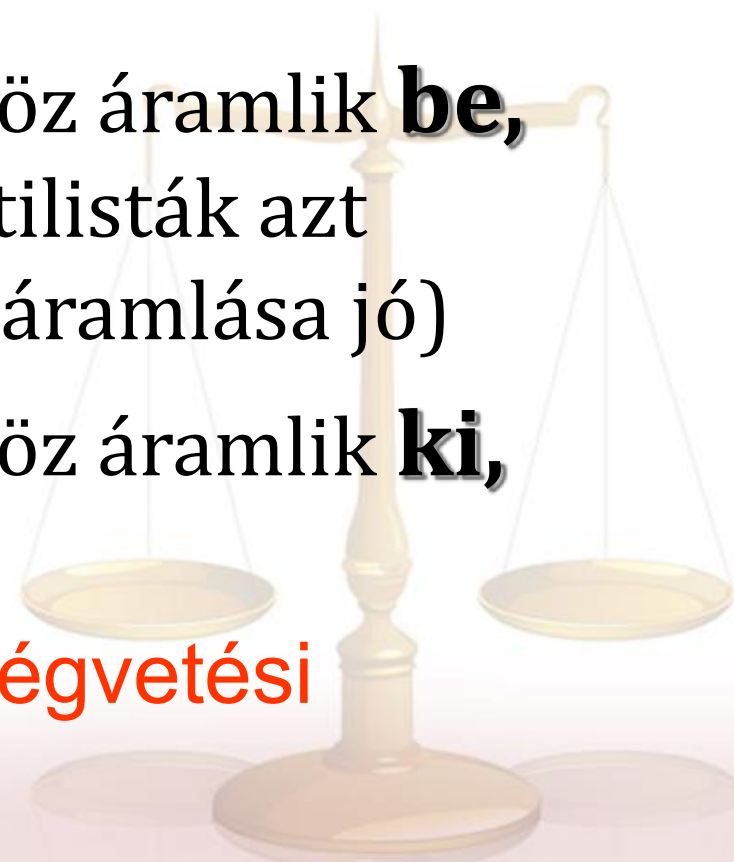 öz áramlik be,
tilisták azt
áramlása jó)
öz áramlik ki,
égvetési